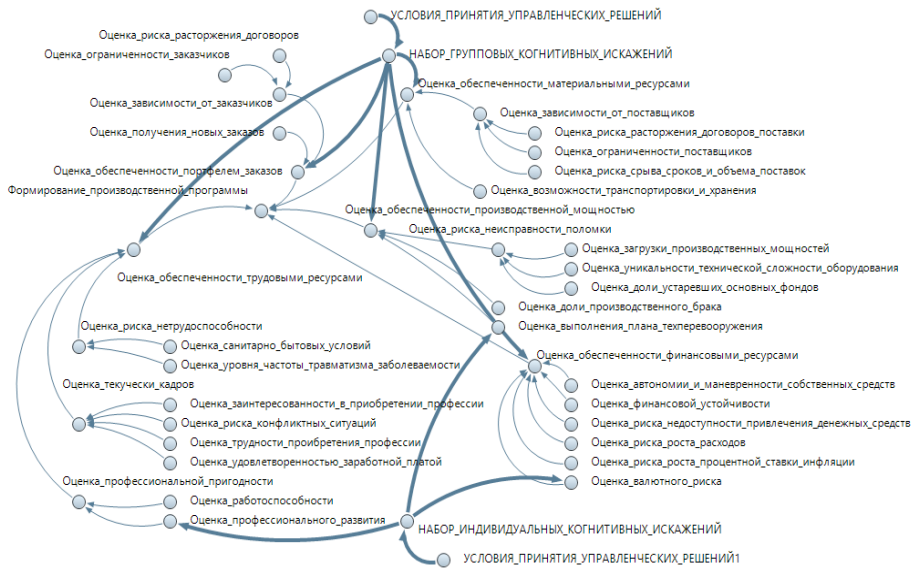 УСЛОВИЯ_ПРИНЯТИЯ_УПРАВЛЕНЧЕСКИХ_РЕШЕНИЙ
Оценка_риска_расторжения_договоров
Оценка_ограниченности_заказчиков
НАБОР_ГРУППОВЫХ_КОГНИТИВНЫХ_ИСКАЖЕНИЙ
Оценка_обеспеченности_материальными_ресурсами
Оценка_зависимости_от_заказчиков
Оценка_зависимости_от_поставщиков
Оценка_получения_новых_заказов
Оценка_риска_расторжения_договоров_поставки
Оценка_ограниченности_поставщиков
Оценка_обеспеченности_портфелем_заказов
Оценка_риска_срыва_сроков_и_объема_поставок
Формирование_производственной_программы
Оценка_возможности_транспортировки_и_хранения
Оценка_обеспеченности_производственной_мощностью
Оценка_риска_неисправности_поломки
Оценка_загрузки_производственных_мощностей
Оценка_уникальности_технической_сложности_оборудования
Оценка_обеспеченности_трудовыми_ресурсами
Оценка_доли_устаревших_основных_фондов
Оценка_доли_производственного_брака
Оценка_риска_нетрудоспособности
Оценка_выполнения_плана_техперевооружения
Оценка_санитарно_бытовых_условий
Оценка_обеспеченности_финансовыми_ресурсами
Оценка_уровня_частоты_травматизма_заболеваемости
Оценка_текучески_кадров
Оценка_автономии_и_маневренности_собственных_средств
Оценка_заинтересованности_в_приобретении_профессии
Оценка_финансовой_устойчивости
Оценка_риска_конфликтных_ситуаций
Оценка_риска_недоступности_привлечения_денежных_средств
Оценка_трудности_проибретения_профессии
Оценка_риска_роста_расходов
Оценка_удовлетворенностью_заработной_платой
Оценка_риска_роста_процентной_ставки_инфляции
Оценка_профессиональной_пригодности
Оценка_валютного_риска
Оценка_работоспособности
Оценка_профессионального_развития
НАБОР_ИНДИВИДУАЛЬНЫХ_КОГНИТИВНЫХ_ИСКАЖЕНИЙ
УСЛОВИЯ_ПРИНЯТИЯ_УПРАВЛЕНЧЕСКИХ_РЕШЕНИЙ1